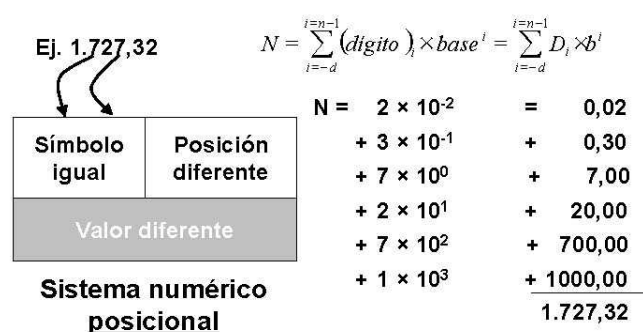 Ej. 1.727,32
Símbolo igual
Posición diferente
Valor diferente
Sistema numérico
posicional
N = ∑_{i=-d}^{i=n-1} (dígito)_i × base^i = ∑_{i=-d}^{i=n-1} D_i × b^i
N = 2 × 10^-2 = 0,02
+ 3 × 10^-1 + 0,30
+ 7 × 10^0 + 7,00
+ 2 × 10^1 + 20,00
+ 7 × 10^2 + 700,00
+ 1 × 10^3 + 1000,00
1.727,32